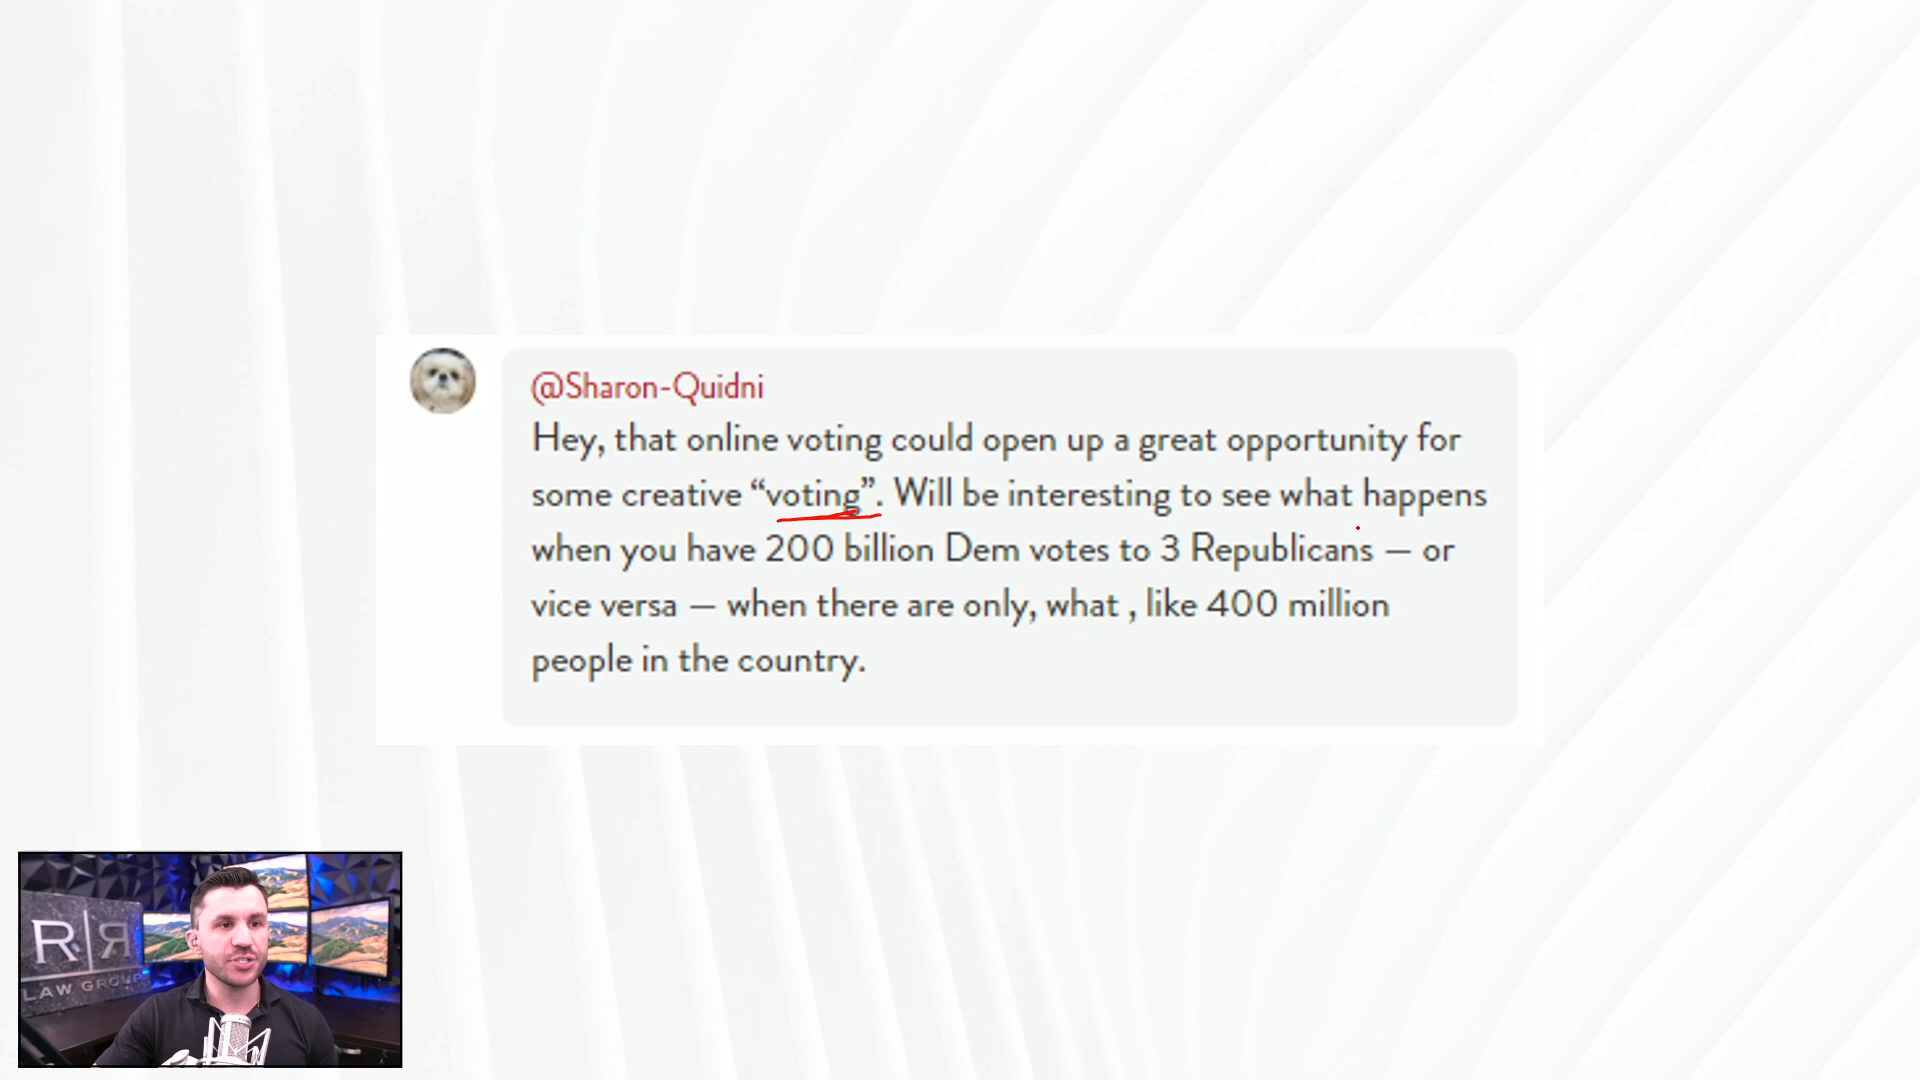 @Sharon-Quidni
Hey, that online voting could open up a great opportunity for
some creative “voting”. Will be interesting to see what happens
when you have 200 billion Dem votes to 3 Republicans — or
vice versa — when there are only, what , like 400 million
people in the country.
R|R
LAW GROUP